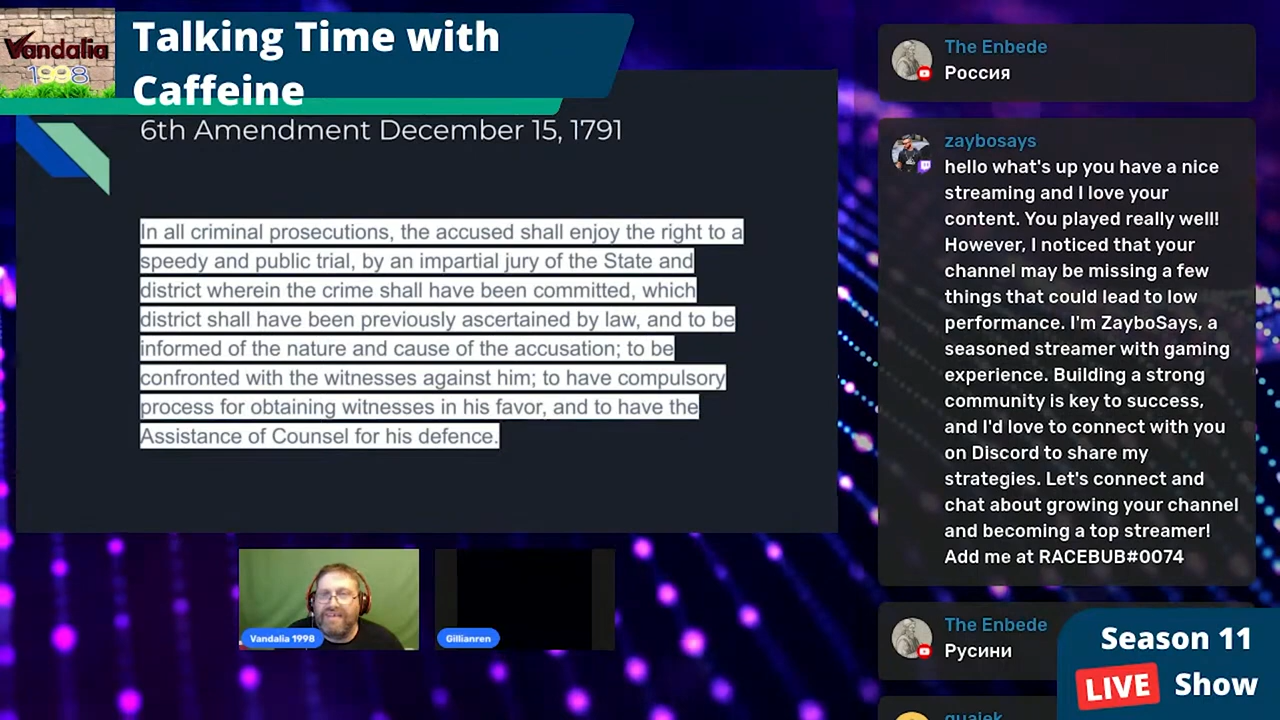 Vandalia
1998
Talking Time with
Caffeine
6th Amendment December 15, 1791
In all criminal prosecutions, the accused shall enjoy the right to a
speedy and public trial, by an impartial jury of the State and
district wherein the crime shall have been committed, which
district shall have been previously ascertained by law, and to be
informed of the nature and cause of the accusation; to be
confronted with the witnesses against him; to have compulsory
process for obtaining witnesses in his favor, and to have the
Assistance of Counsel for his defence.
Vandalia 1998
Gillianren
The Enbede
Россия
zaybosays
hello what's up you have a nice
streaming and I love your
content. You played really well!
However, I noticed that your
channel may be missing a few
things that could lead to low
performance. I'm ZayboSays, a
seasoned streamer with gaming
experience. Building a strong
community is key to success,
and I'd love to connect with you
on Discord to share my
strategies. Let's connect and
chat about growing your channel
and becoming a top streamer!
Add me at RACEBUB#0074
The Enbede
Русини
Season 11
LIVE Show